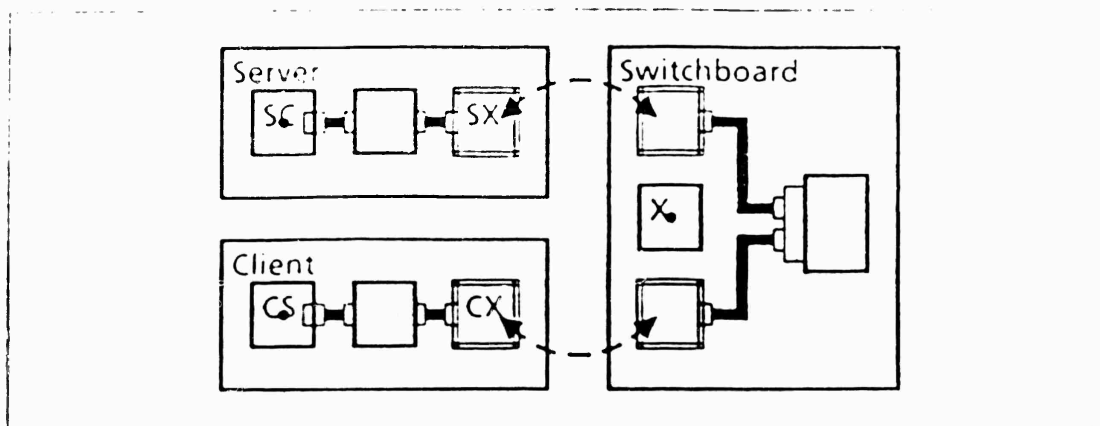 Server
SC
SX
Switchboard
X
Client
CS
CX